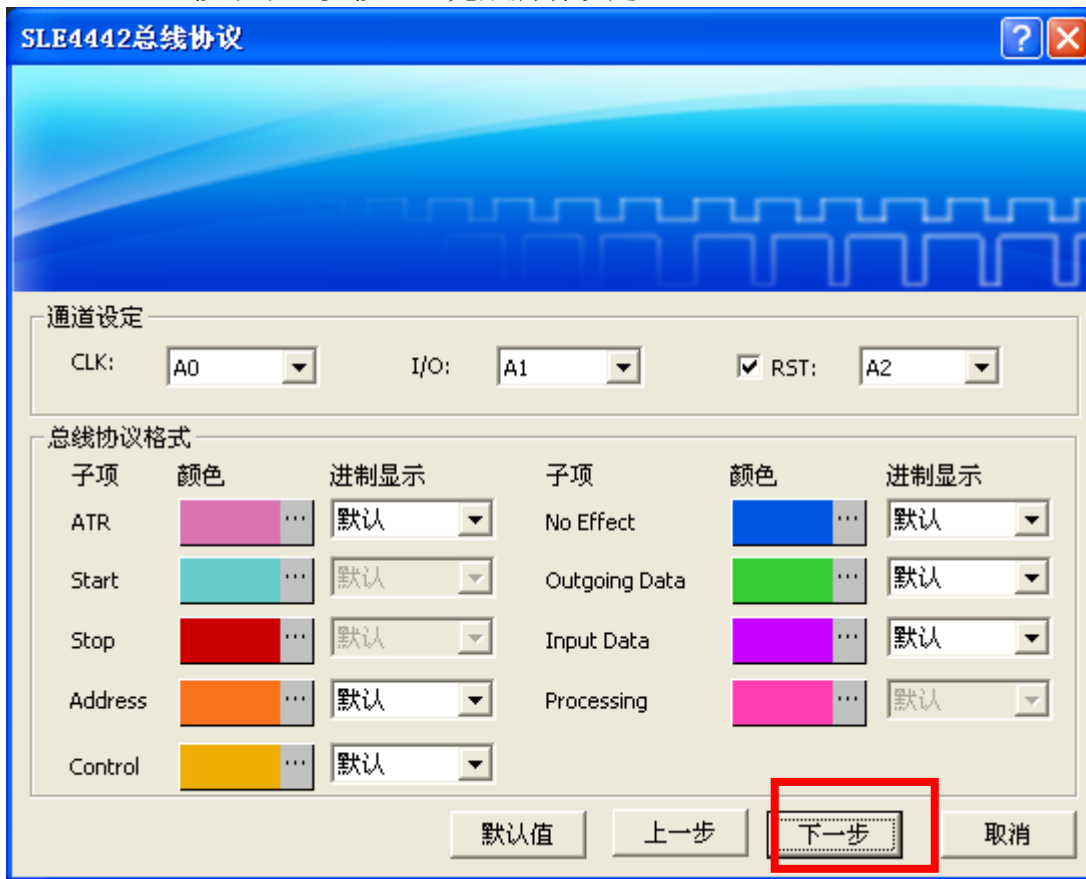 SLE4442总线协议
通道设定
CLK: A0 I/O: A1 RST: A2
总线协议格式
子项 颜色 进制显示 子项 颜色 进制显示
ATR ... 默认 No Effect ... 默认
Start ... 默认 Outgoing Data ... 默认
Stop ... 默认 Input Data ... 默认
Address ... 默认 Processing ... 默认
Control ... 默认
默认值 上一步 下一步 取消